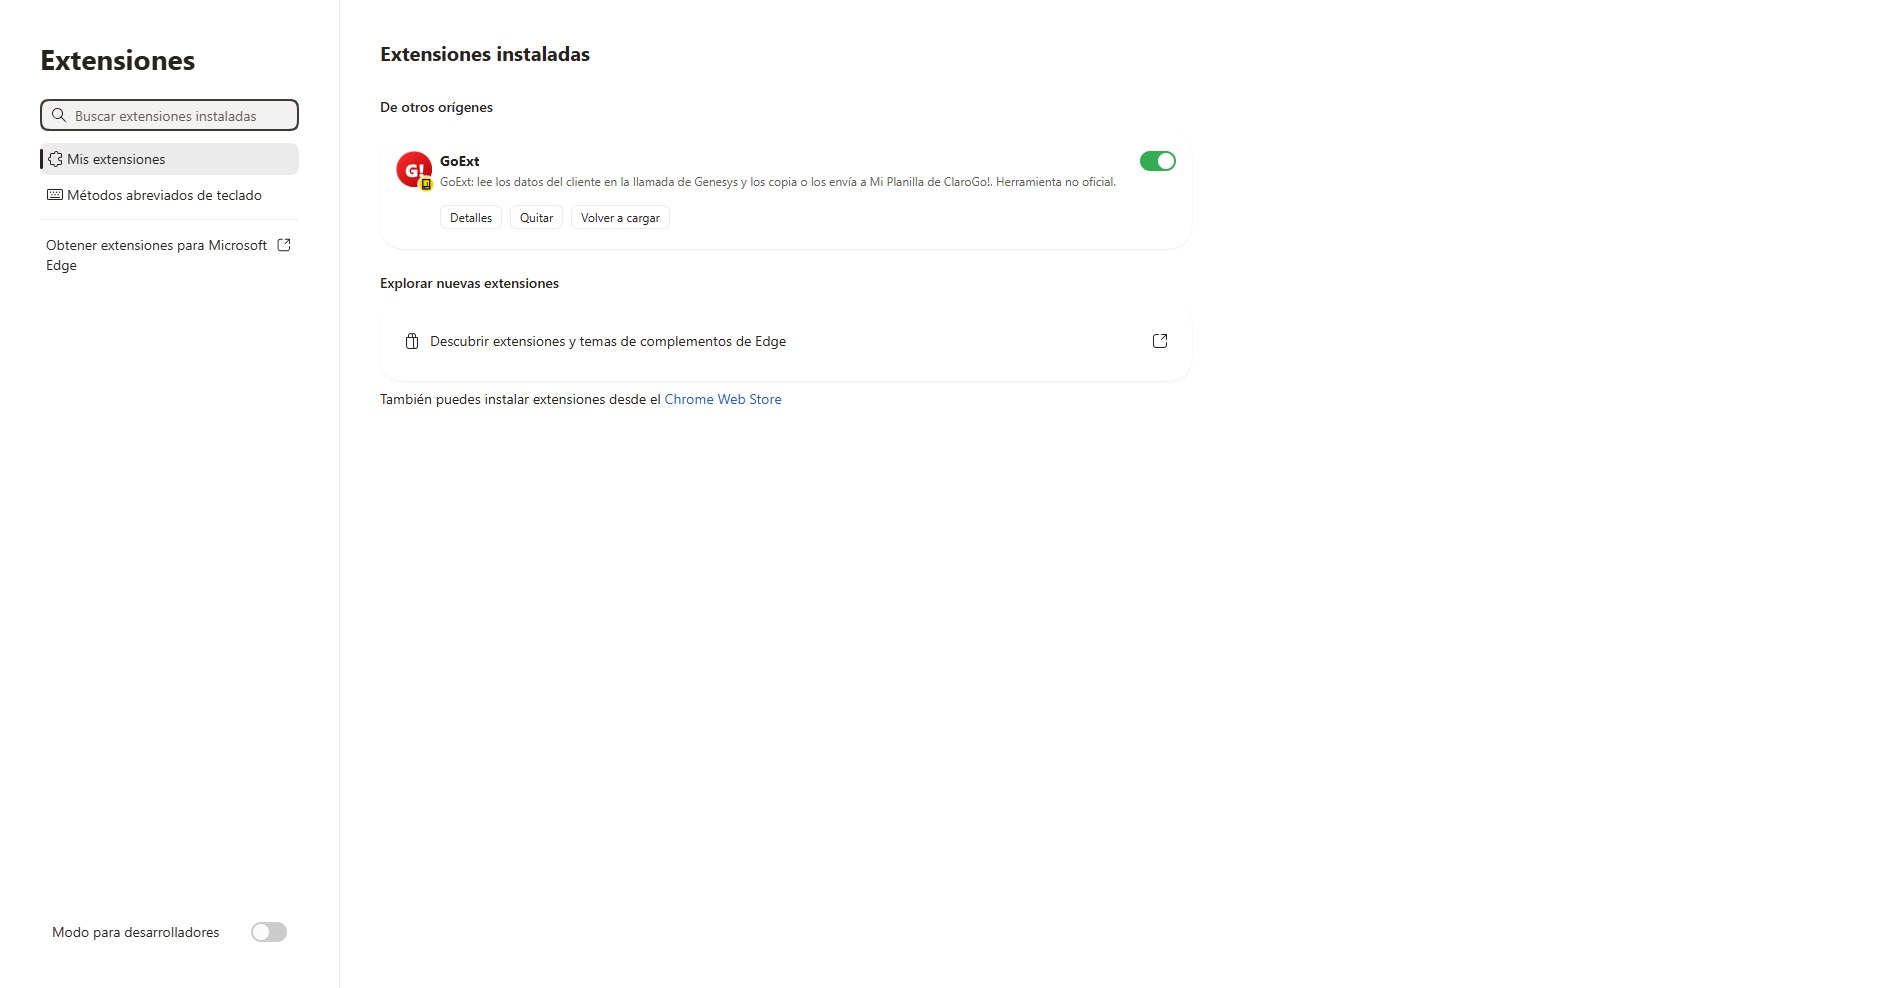 Extensiones
Buscar extensiones instaladas
Mis extensiones
Métodos abreviados de teclado
Obtener extensiones para Microsoft
Edge
Modo para desarrolladores
Extensiones instaladas
De otros orígenes
G!
GoExt
GoExt: lee los datos del cliente en la llamada de Genesys y los copia o los envía a Mi Planilla de ClaroGo!. Herramienta no oficial.
Detalles
Quitar
Volver a cargar
Explorar nuevas extensiones
Descubrir extensiones y temas de complementos de Edge
También puedes instalar extensiones desde el Chrome Web Store